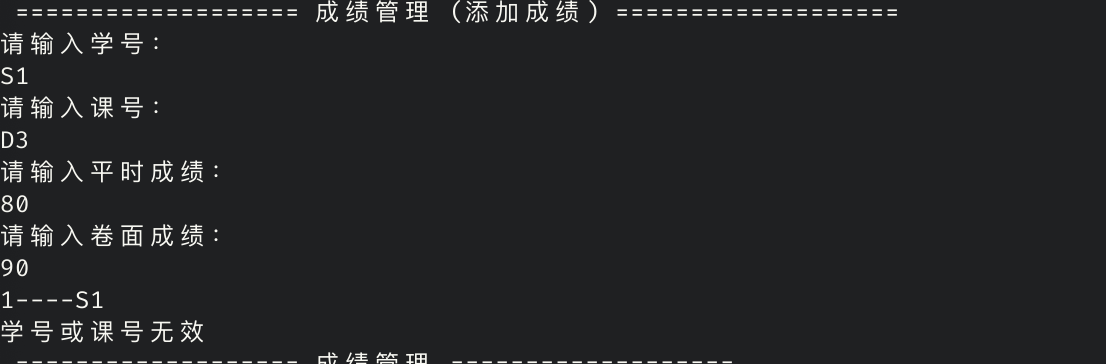 =================== 成绩管理（添加成绩）===================
请输入学号：
S1
请输入课号：
D3
请输入平时成绩：
80
请输入卷面成绩：
90
1----S1
学号或课号无效
=================== 成绩管理 ===================